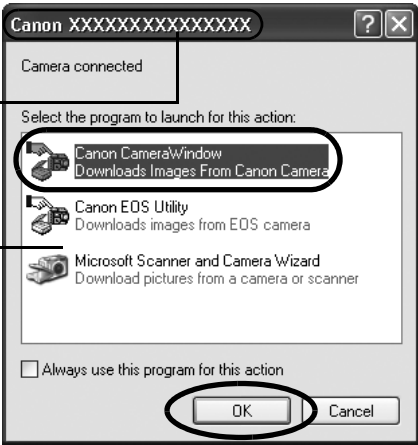 Canon XXXXXXXXXXXXXXXX
Camera connected
Select the program to launch for this action:
Canon CameraWindow
Downloads Images From Canon Camera
Canon EOS Utility
Downloads images from EOS camera
Microsoft Scanner and Camera Wizard
Download pictures from a camera or scanner
Always use this program for this action
OK
Cancel